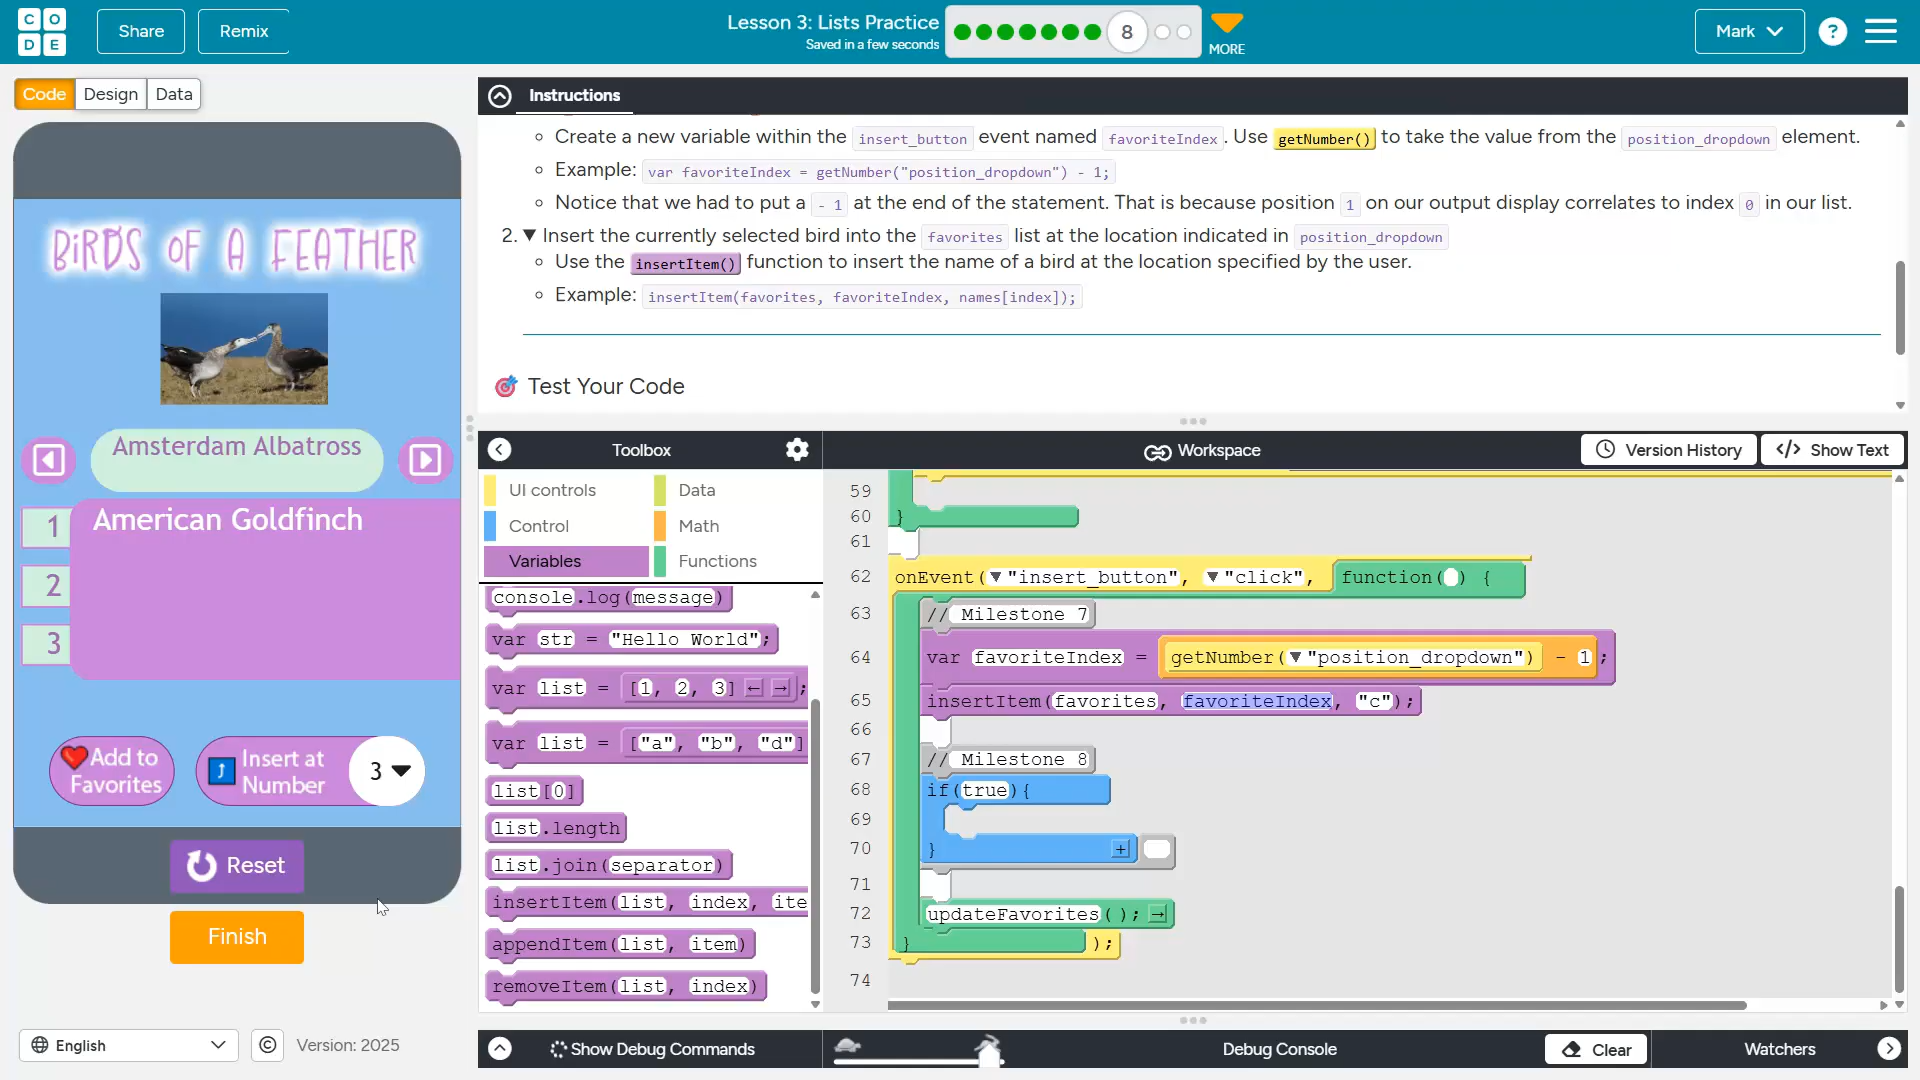 CO
DE
Share
Remix
Lesson 3: Lists Practice
Saved in a few seconds
8
MORE
Mark
?
Code
Design
Data
Instructions
Create a new variable within the insert_button event named favoriteIndex. Use getNumber() to take the value from the position_dropdown element.
Example: var favoriteIndex = getNumber("position_dropdown") - 1;
Notice that we had to put a - 1 at the end of the statement. That is because position 1 on our output display correlates to index 0 in our list.
2. ▼ Insert the currently selected bird into the favorites list at the location indicated in position_dropdown
Use the insertItem() function to insert the name of a bird at the location specified by the user.
Example: insertItem(favorites, favoriteIndex, names[index]);
Test Your Code
BIRDS OF A FEATHER
Amsterdam Albatross
1
American Goldfinch
2
3
Add to
Favorites
Insert at
Number
3
Reset
Finish
English
©
Version: 2025
Toolbox
UI controls
Data
Control
Math
Variables
Functions
console.log(message)
var str = "Hello World";
var list = [1, 2, 3] ← → ;
var list = ["a", "b", "d"]
list[0]
list.length
list.join(separator)
insertItem(list, index, ite
appendItem(list, item)
removeItem(list, index)
Workspace
Version History
</> Show Text
59
60 }
61
62 onEvent(▼"insert_button", ▼"click", function() {
63 // Milestone 7
64 var favoriteIndex = getNumber(▼"position_dropdown") - 1;
65 insertItem(favorites, favoriteIndex, "c");
66
67 // Milestone 8
68 if(true){
69
70 } +
71
72 updateFavorites(); →
73 } );
74
Show Debug Commands
Debug Console
Clear
Watchers